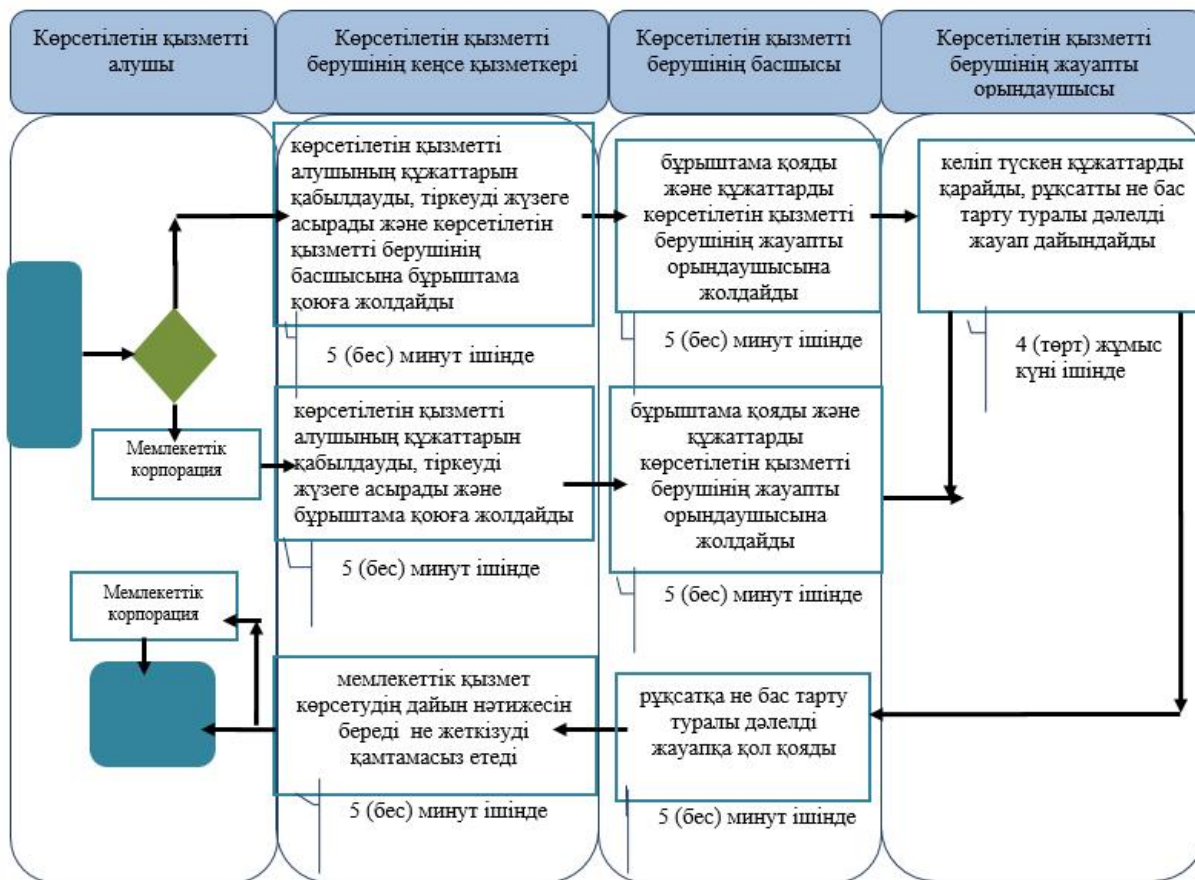 Көрсетілетін қызметті
алушы
Көрсетілетін қызметті
берушінің кеңсе қызметкері
Көрсетілетін қызметті
берушінің басшысы
Көрсетілетін қызметті
берушінің жауапты
орындаушысы
көрсетілетін қызметті
алушының құжаттарын
қабылдауды, тіркеуді жүзеге
асырады және көрсетілетін
қызметті берушінің
басшысына бұрыштама
қоюға жолдайды
бұрыштама қояды
және құжаттарды
көрсетілетін қызметті
берушінің жауапты
орындаушысына
жолдайды
келіп түскен құжаттарды
қарайды, рұқсатты не бас
тарту туралы дәлелді
жауап дайындайды
5 (бес) минут ішінде
5 (бес) минут ішінде
4 (төрт) жұмыс
күні ішінде
Мемлекеттік
корпорация
көрсетілетін қызметті
алушының құжаттарын
қабылдауды, тіркеуді
жүзеге асырады және
бұрыштама қоюға жолдайды
бұрыштама қояды және
құжаттарды
көрсетілетін қызметті
берушінің жауапты
орындаушысына
жолдайды
5 (бес) минут ішінде
5 (бес) минут ішінде
Мемлекеттік
корпорация
мемлекеттік қызмет
көрсетудің дайын нәтижесін
береді не жеткізуді
қамтамасыз етеді
рұқсатқа не бас тарту
туралы дәлелді
жауапқа қол қояды
5 (бес) минут ішінде
5 (бес) минут ішінде